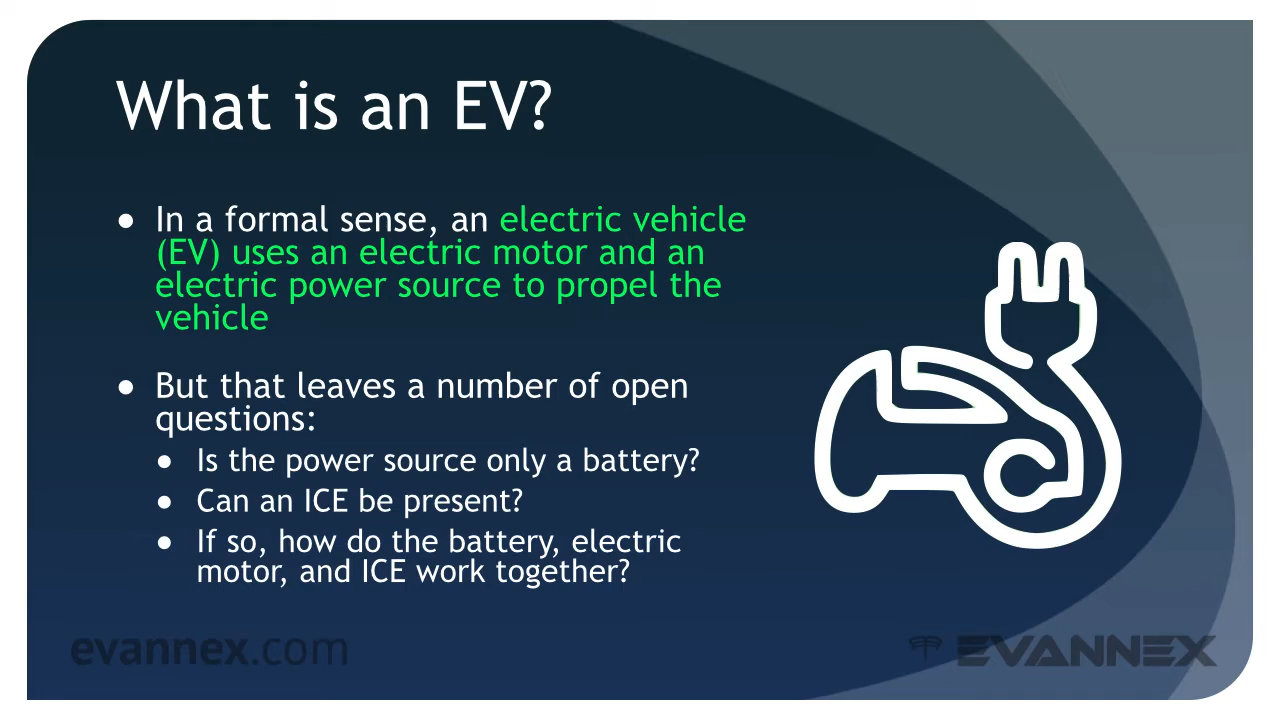 What is an EV?
● In a formal sense, an electric vehicle
(EV) uses an electric motor and an
electric power source to propel the
vehicle
● But that leaves a number of open
questions:
● Is the power source only a battery?
● Can an ICE be present?
● If so, how do the battery, electric
motor, and ICE work together?
evannex.com
EVANNEX